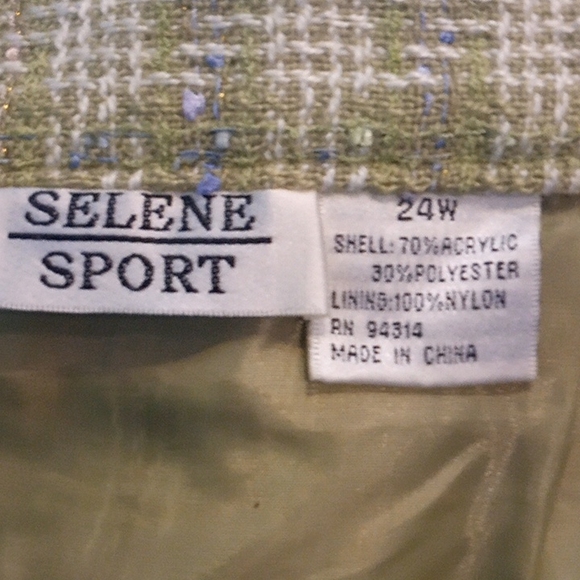 SELENE
SPORT
24W
SHELL:70%ACRYLIC
30%POLYESTER
LINING:100%NYLON
RN 94314
MADE IN CHINA